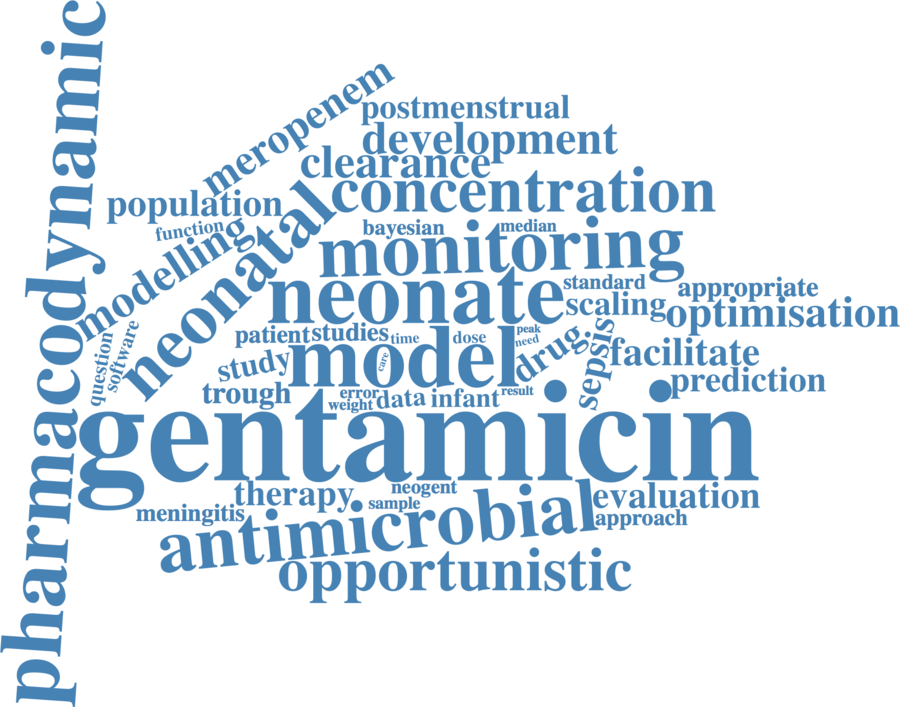 pharmacodynamic
meropenem
postmenstrual
development
clearance
concentration
population
function
neonatal
modelling
bayesian
median
monitoring
neonate
standard
scaling
appropriate
optimisation
question
software
patient
studies
time
dose
peak
need
drug
sepsis
study
model
care
facilitate
prediction
trough
error
weight
data
infant
result
gentamicin
therapy
neogent
sample
meningitis
antimicrobial
evaluation
approach
opportunistic